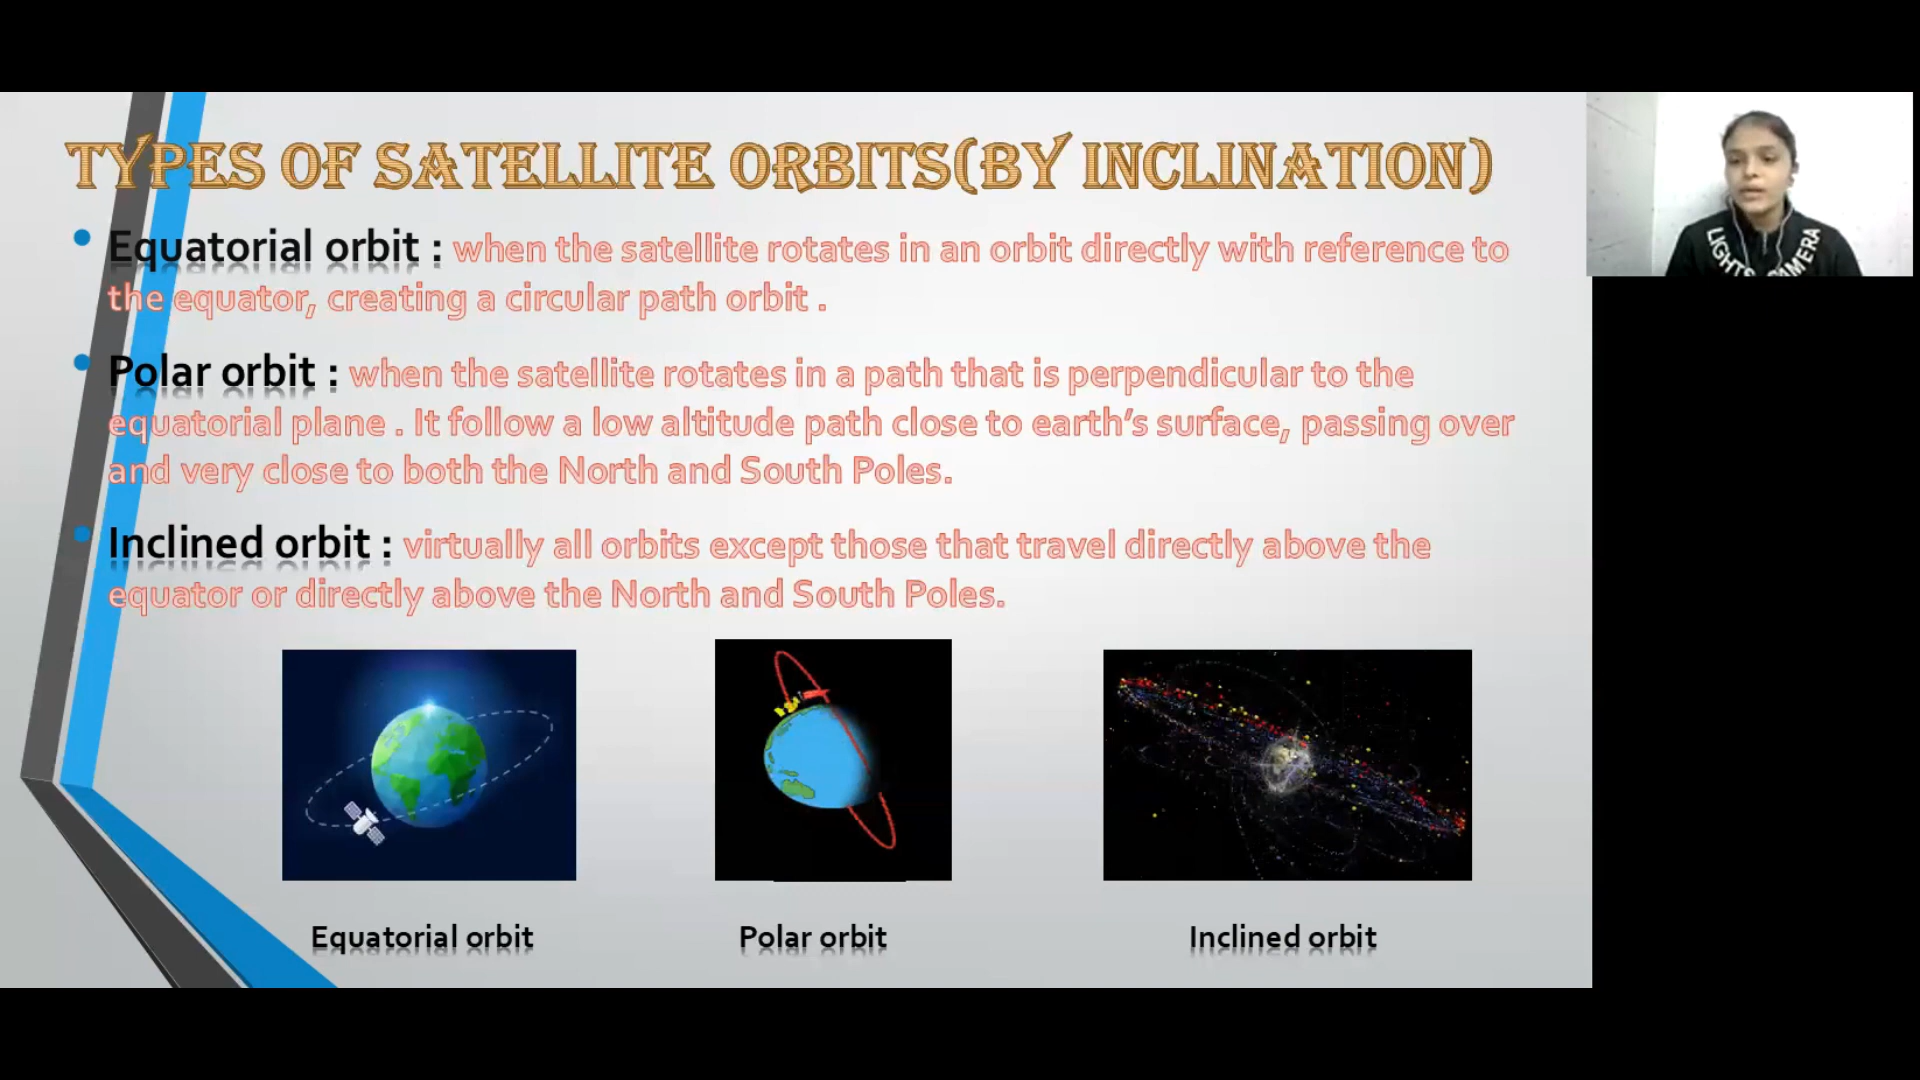 TYPES OF SATELLITE ORBITS(BY INCLINATION)
• Equatorial orbit : when the satellite rotates in an orbit directly with reference to
the equator, creating a circular path orbit .
• Polar orbit : when the satellite rotates in a path that is perpendicular to the
equatorial plane . It follow a low altitude path close to earth’s surface, passing over
and very close to both the North and South Poles.
• Inclined orbit : virtually all orbits except those that travel directly above the
equator or directly above the North and South Poles.
Equatorial orbit
Polar orbit
Inclined orbit
LIGHTS CAMERA